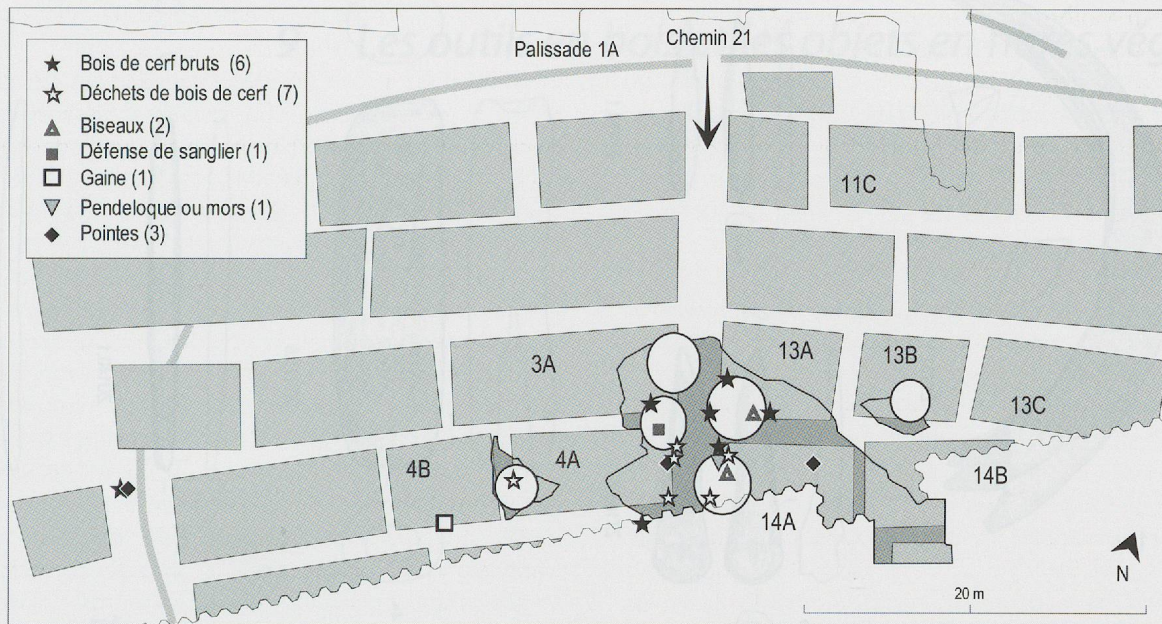 Palissade 1A
Chemin 21
Bois de cerf bruts (6)
Déchets de bois de cerf (7)
Biseaux (2)
Défense de sanglier (1)
Gaine (1)
Pendeloque ou mors (1)
Pointes (3)
11C
3A
13A
13B
13C
4B
4A
14A
14B
N
20 m